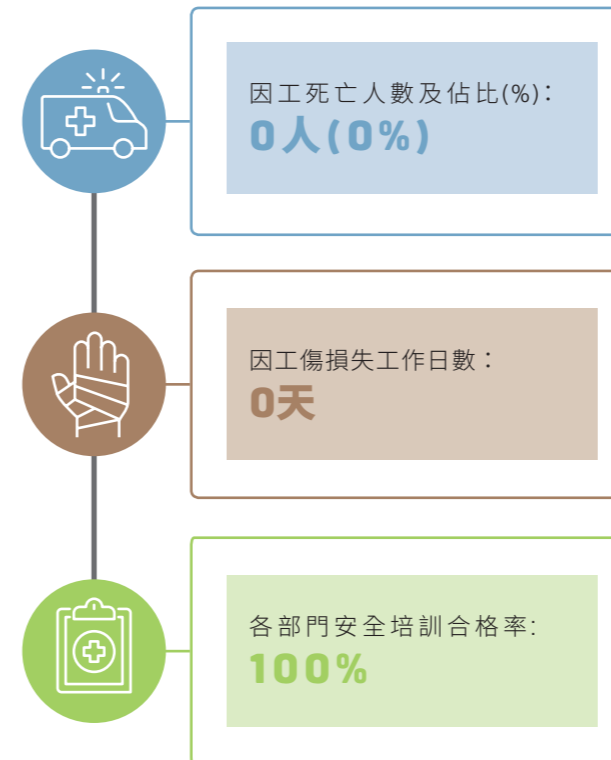 因工死亡人數及佔比(%)：
0人(0%)
因工傷損失工作日數：
0天
各部門安全培訓合格率:
100%